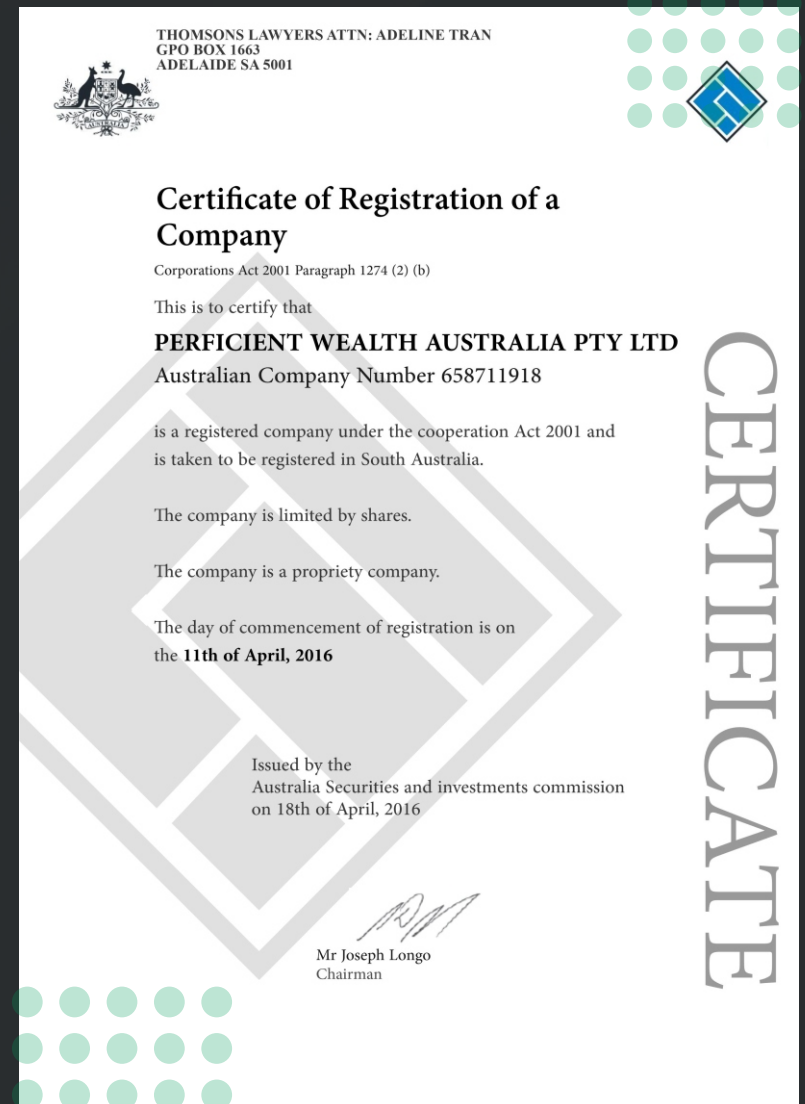 THOMSONS LAWYERS ATTN: ADELINE TRAN
GPO BOX 1663
ADELAIDE SA 5001
AUSTRALIA
Certificate of Registration of a
Company
Corporations Act 2001 Paragraph 1274 (2) (b)
This is to certify that
PERFICIENT WEALTH AUSTRALIA PTY LTD
Australian Company Number 658711918
is a registered company under the cooperation Act 2001 and
is taken to be registered in South Australia.
The company is limited by shares.
The company is a propriety company.
The day of commencement of registration is on
the 11th of April, 2016
Issued by the
Australia Securities and investments commission
on 18th of April, 2016
Mr Joseph Longo
Chairman
CERTIFICATE